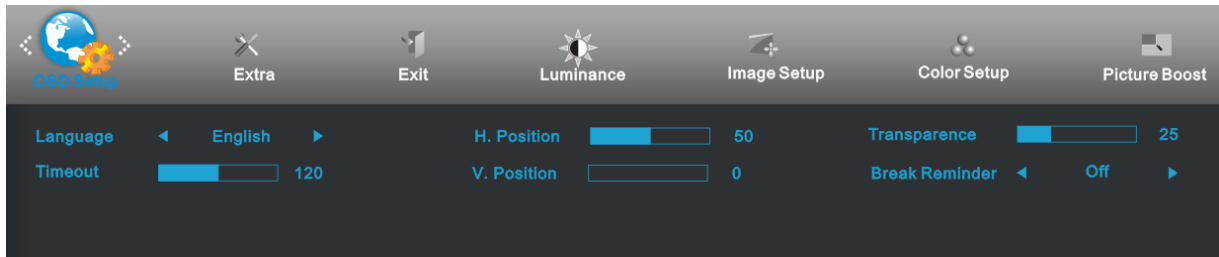 OSD Setup Extra Exit Luminance Image Setup Color Setup Picture Boost
Language English H. Position 50 Transparence 25
Timeout 120 V. Position 0 Break Reminder Off